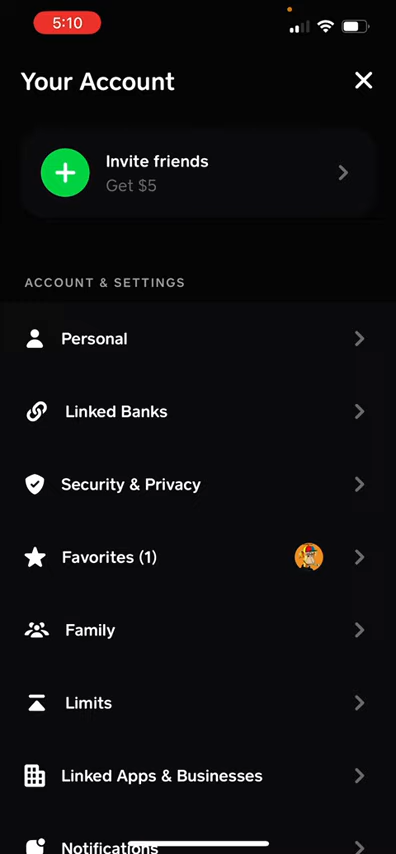 5:10
Your Account
Invite friends
Get $5
ACCOUNT & SETTINGS
Personal
Linked Banks
Security & Privacy
Favorites (1)
Family
Limits
Linked Apps & Businesses
Notifications